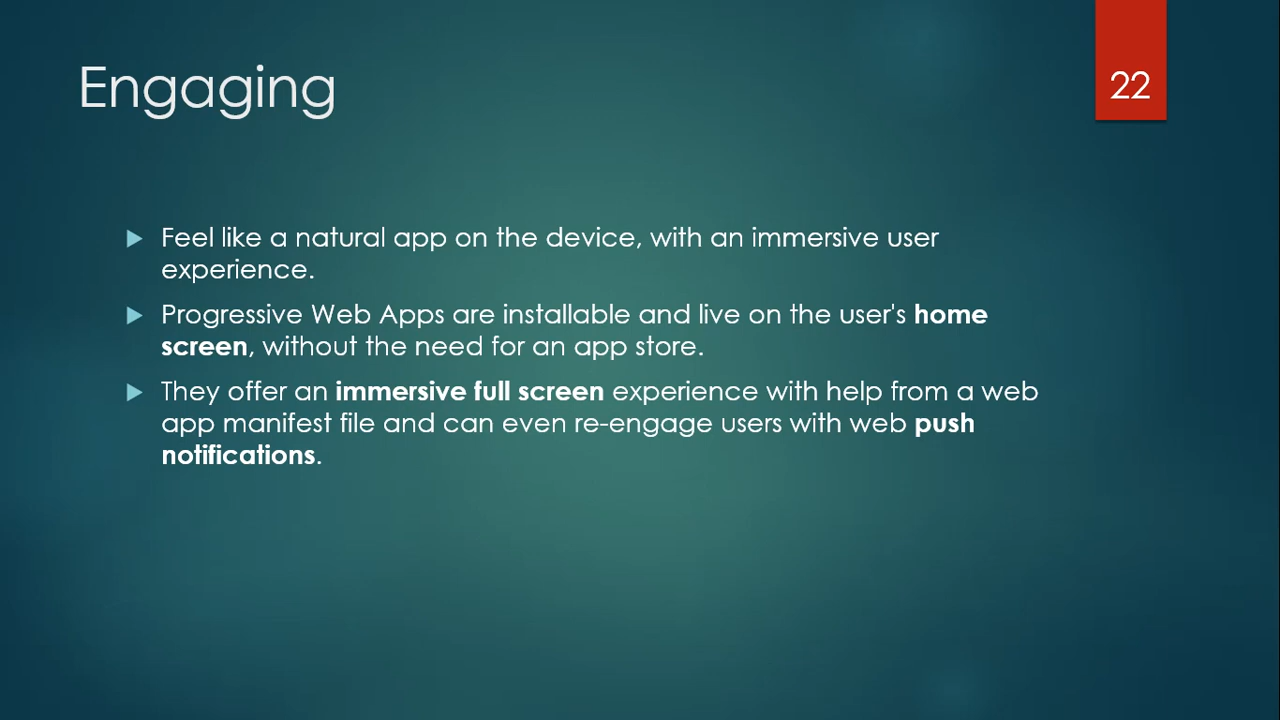 Engaging
22
Feel like a natural app on the device, with an immersive user
experience.
Progressive Web Apps are installable and live on the user's home
screen, without the need for an app store.
They offer an immersive full screen experience with help from a web
app manifest file and can even re-engage users with web push
notifications.